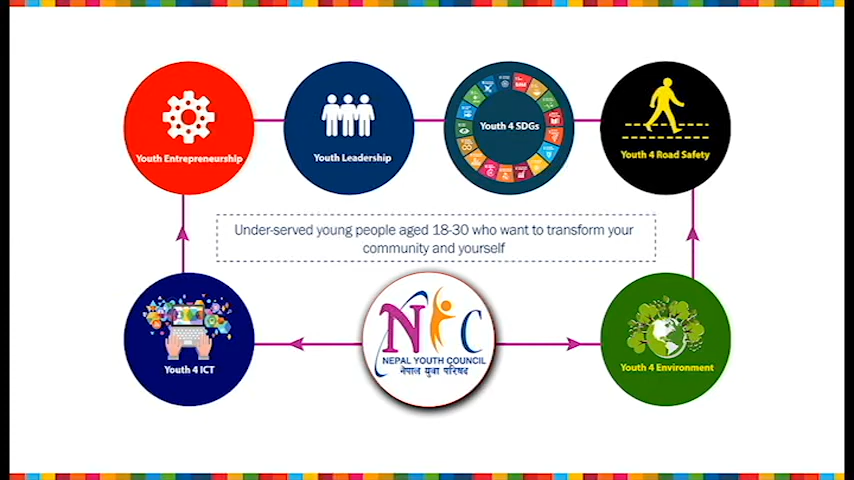 Youth Entrepreneurship
Youth Leadership
Youth 4 SDGs
Youth 4 Road Safety
Under-served young people aged 18-30 who want to transform your
community and yourself
Youth 4 ICT
NYC
NEPAL YOUTH COUNCIL
नेपाल युवा परिषद
Youth 4 Environment